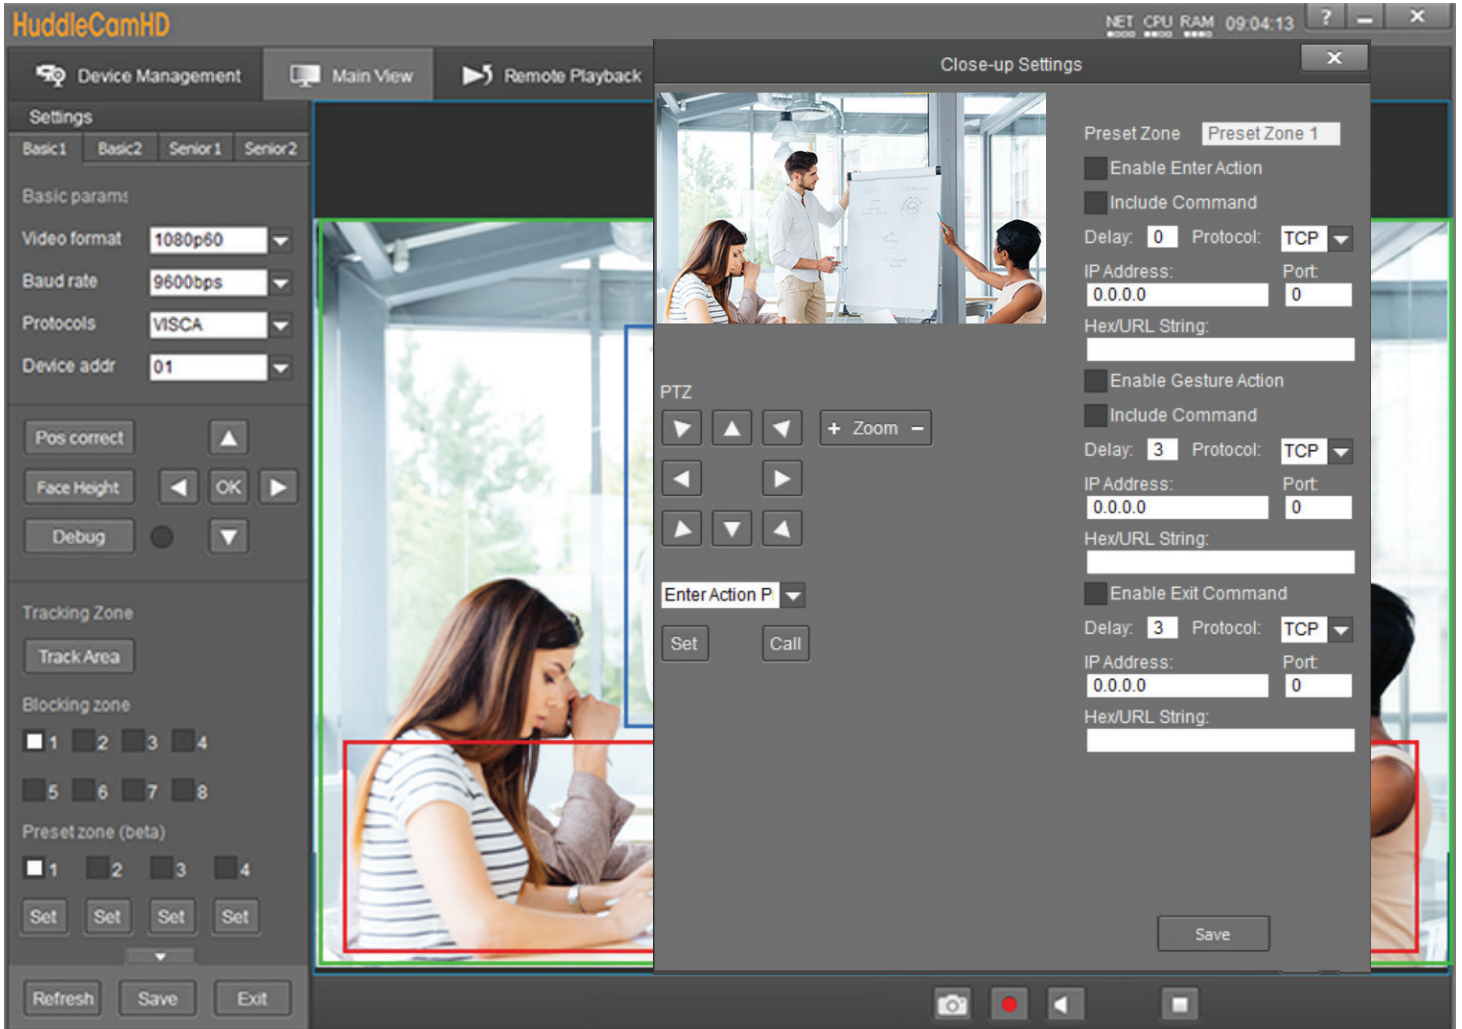 HuddleCamHD
NET CPU RAM 09:04:13 ?
Device Management Main View Remote Playback
Settings
Basic1 Basic2 Senior1 Senior2
Basic params
Video format 1080p60
Baud rate 9600bps
Protocols VISCA
Device addr 01
Pos correct
Face Height OK
Debug
Tracking Zone
Track Area
Blocking zone
1 2 3 4
5 6 7 8
Preset zone (beta)
1 2 3 4
Set Set Set Set
Refresh Save Exit
Close-up Settings
PTZ
+ Zoom −
Enter Action P
Set Call
Preset Zone Preset Zone 1
Enable Enter Action
Include Command
Delay: 0 Protocol: TCP
IP Address: Port:
0.0.0.0 0
Hex/URL String:
Enable Gesture Action
Include Command
Delay: 3 Protocol: TCP
IP Address: Port:
0.0.0.0 0
Hex/URL String:
Enable Exit Command
Delay: 3 Protocol: TCP
IP Address: Port:
0.0.0.0 0
Hex/URL String:
Save